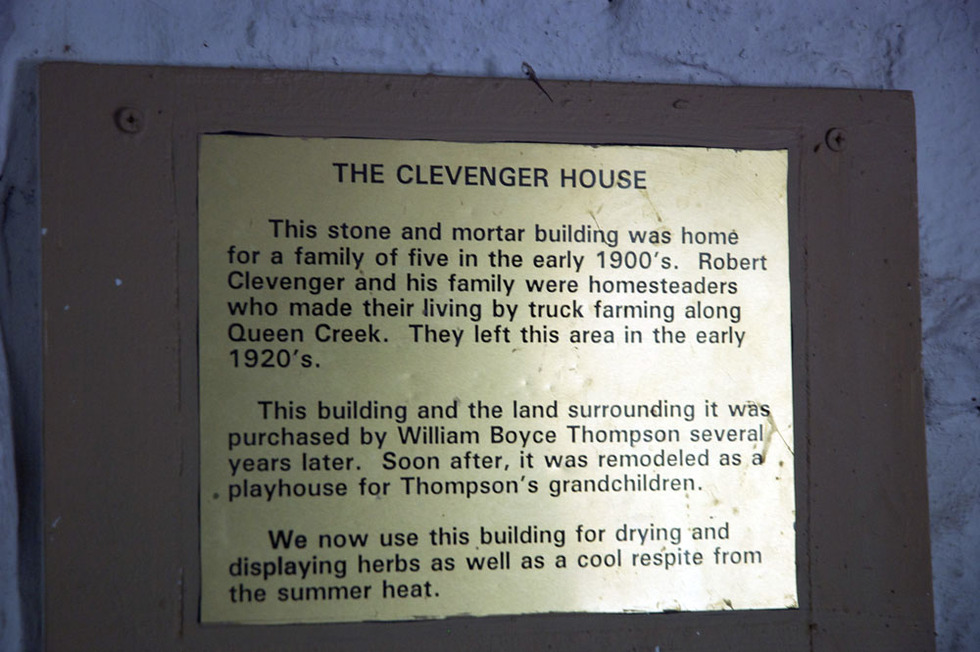 THE CLEVENGER HOUSE
This stone and mortar building was home
for a family of five in the early 1900's. Robert
Clevenger and his family were homesteaders
who made their living by truck farming along
Queen Creek. They left this area in the early
1920's.
This building and the land surrounding it was
purchased by William Boyce Thompson several
years later. Soon after, it was remodeled as a
playhouse for Thompson's grandchildren.
We now use this building for drying and
displaying herbs as well as a cool respite from
the summer heat.